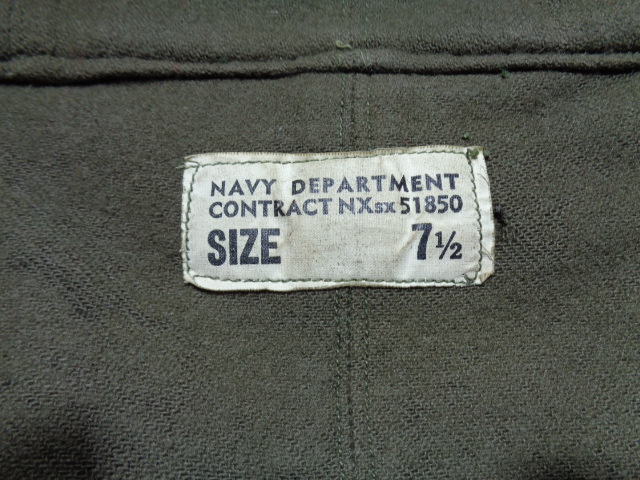 NAVY DEPARTMENT
CONTRACT NXsx 51850
SIZE 7½